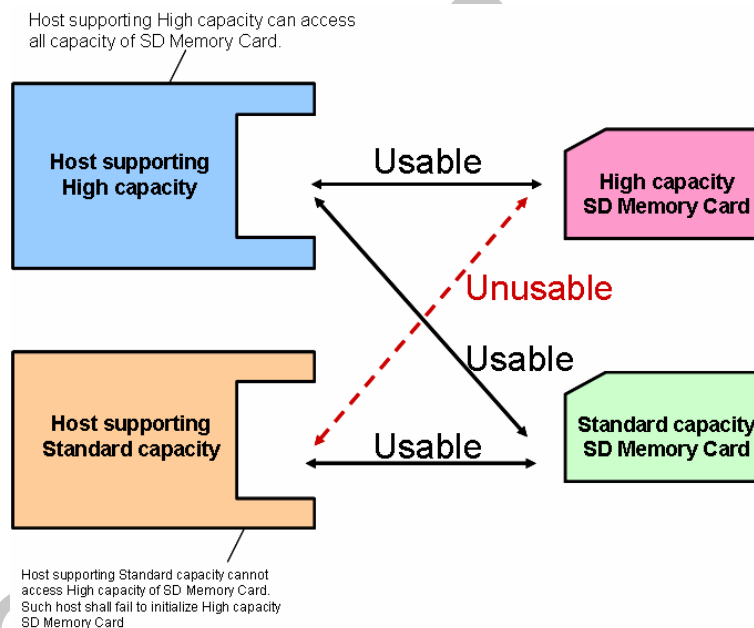 Host supporting High capacity can access
all capacity of SD Memory Card.
Host supporting
High capacity
Usable
High capacity
SD Memory Card
Unusable
Usable
Host supporting
Standard capacity
Usable
Standard capacity
SD Memory Card
Host supporting Standard capacity cannot
access High capacity of SD Memory Card.
Such host shall fail to initialize High capacity
SD Memory Card